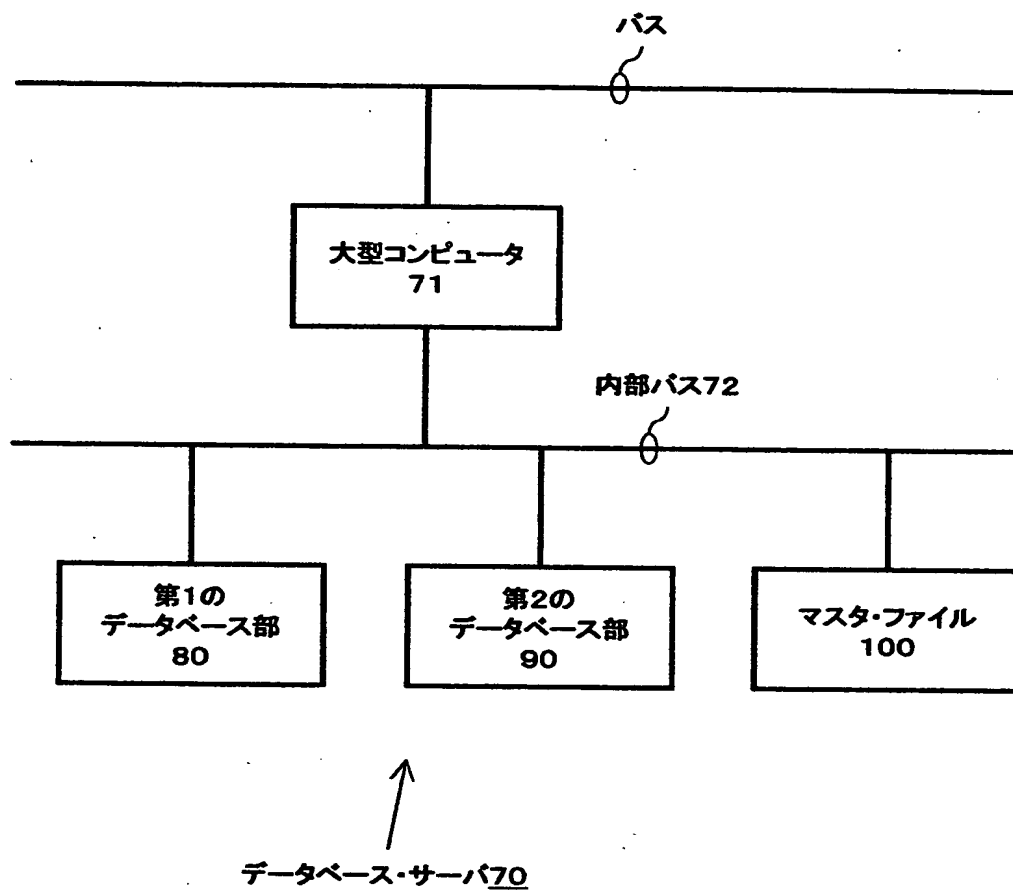 バス
大型コンピュータ
71
内部バス72
第1の
データベース部
80
第2の
データベース部
90
マスタ・ファイル
100
データベース・サーバ70